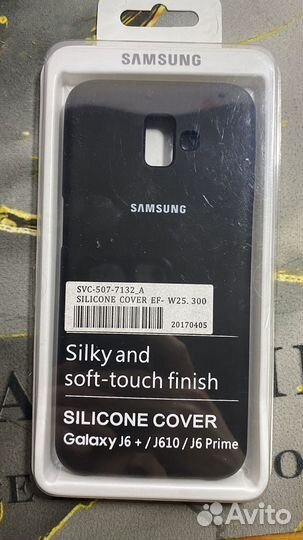 SAMSUNG
SAMSUNG
SVC-507-7132_A
SILICONE COVER EF- W25.300
20170405
Silky and
soft-touch finish
SILICONE COVER
Galaxy J6 + / J610 / J6 Prime
Avito